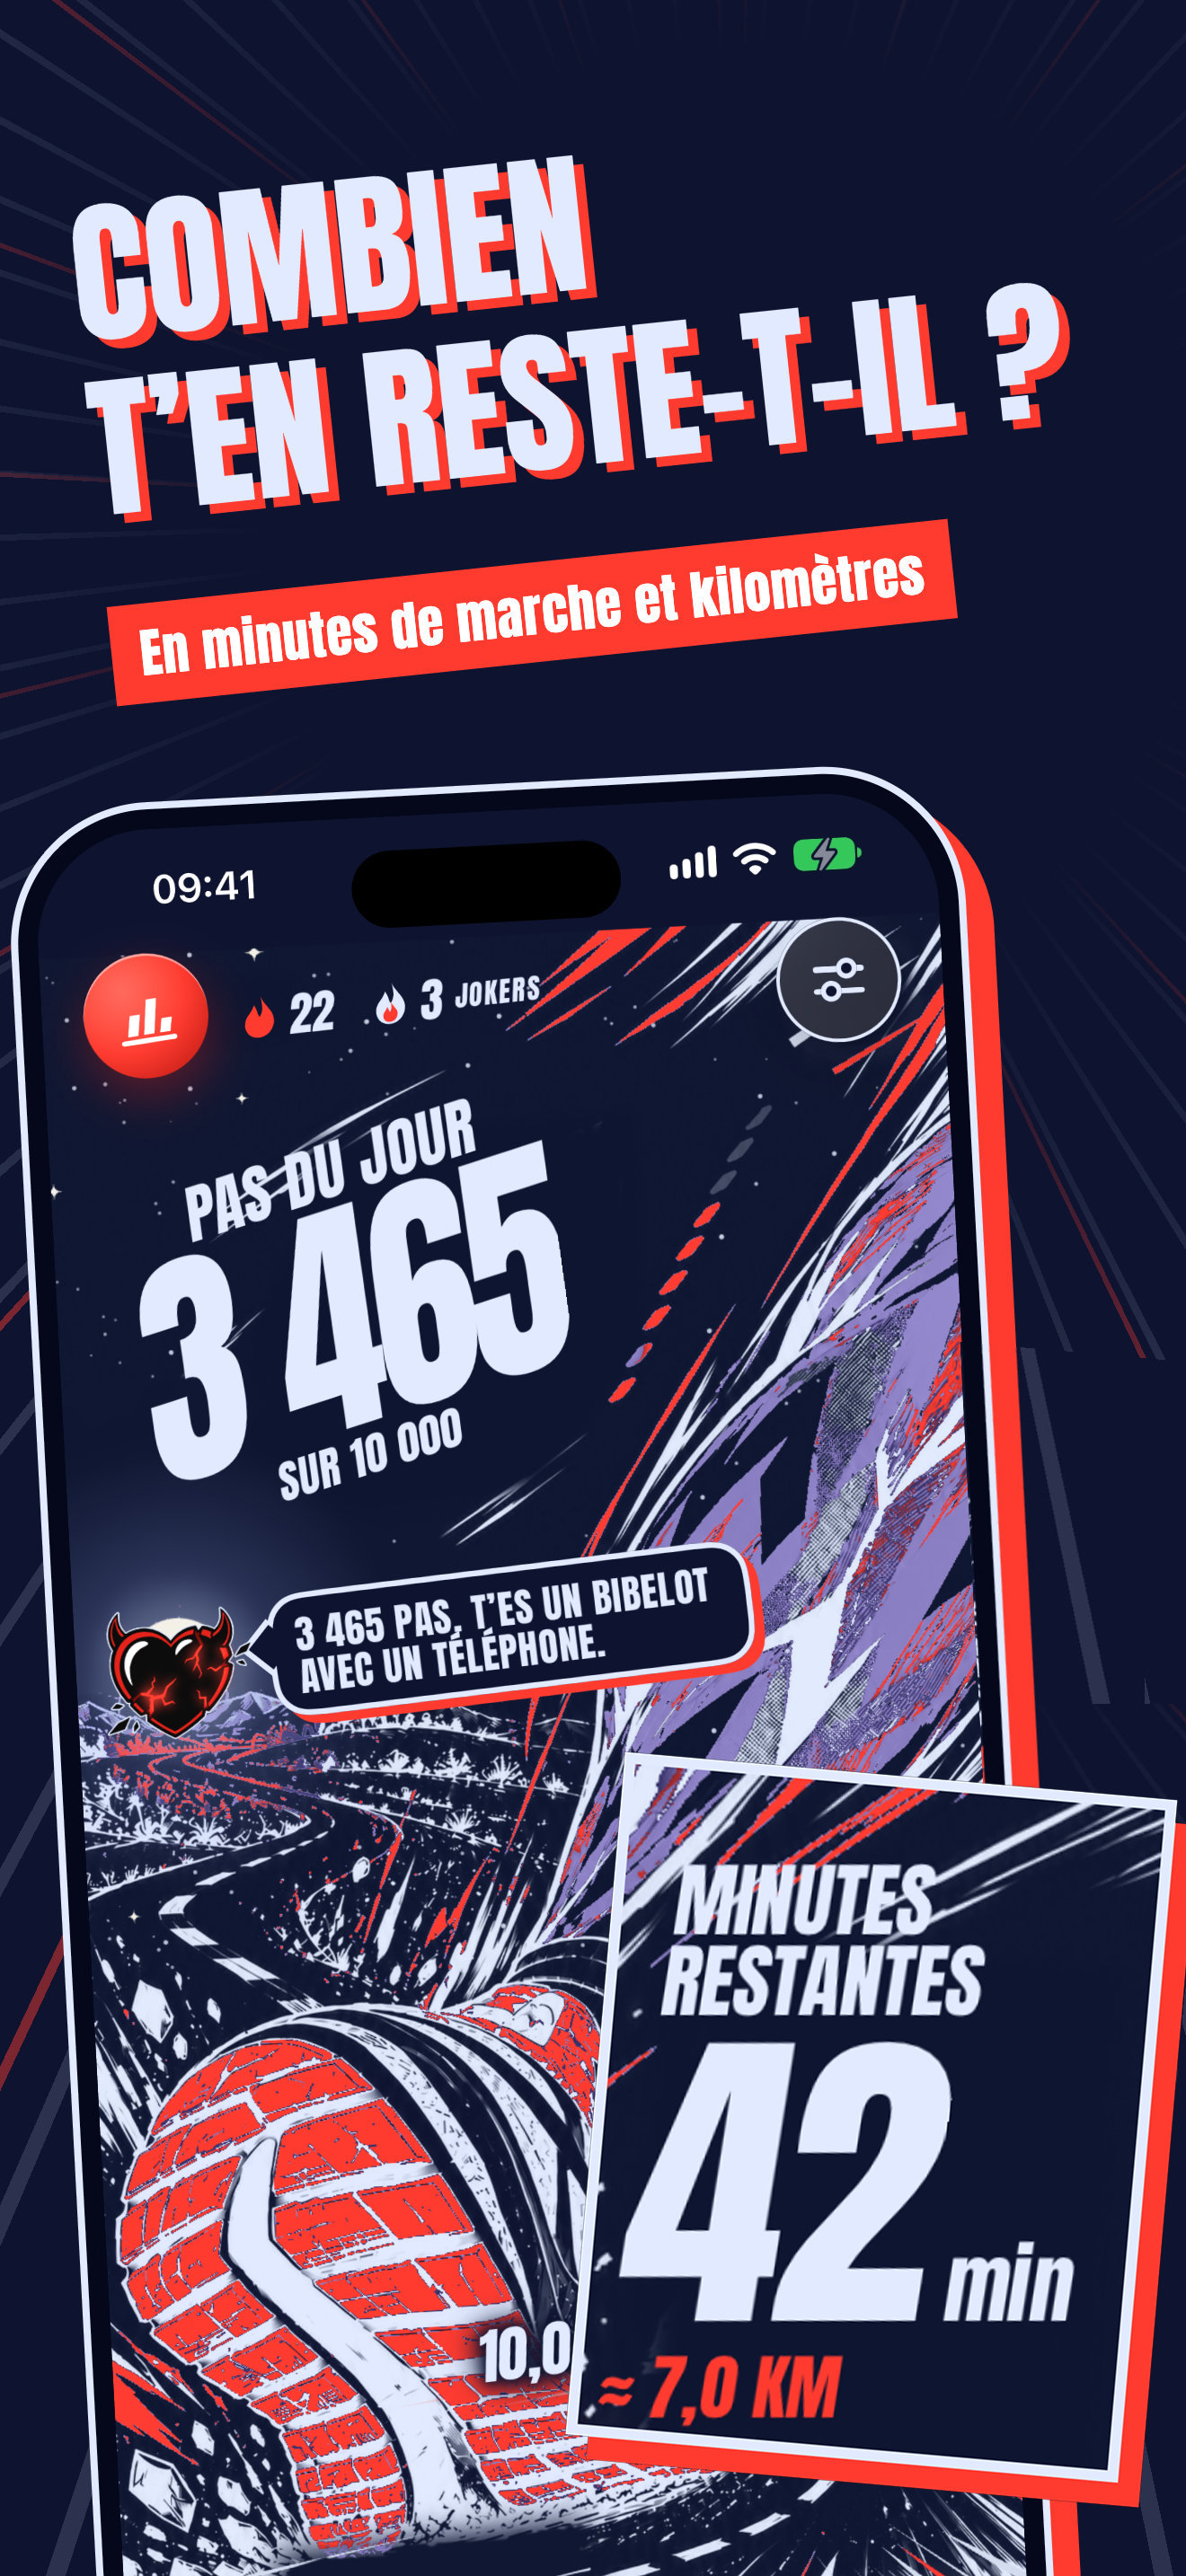 COMBIEN
T'EN RESTE-T-IL ?
En minutes de marche et kilomètres
09:41
22 3 JOKERS
PAS DU JOUR
3 465
SUR 10 000
3 465 PAS. T'ES UN BIBELOT
AVEC UN TÉLÉPHONE.
MINUTES
RESTANTES
42 min
10,0
≈ 7,0 KM